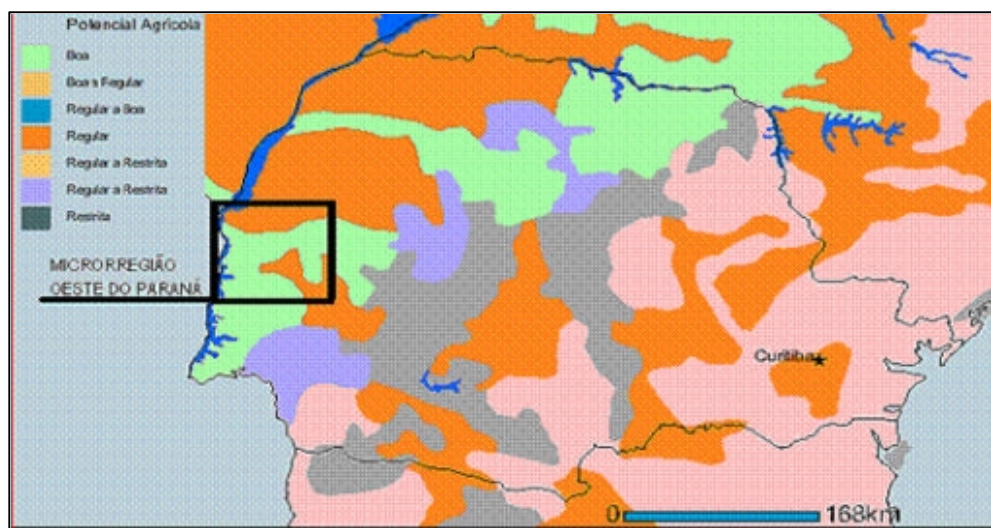 Potencial Agrícola
Boa
Boa a Regular
Regular a Boa
Regular
Regular a Restrita
Regular a Restrita
Restrita
MICRORREGIÃO
OESTE DO PARANÁ
Curitiba
0 168km